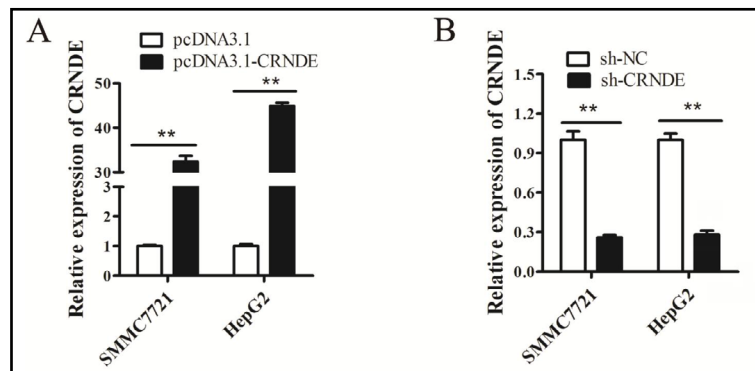 A
pcDNA3.1
pcDNA3.1-CRNDE
Relative expression of CRNDE
50
45
40
35
30
3
2
1
0
**
**
SMMC7721
HepG2
B
sh-NC
sh-CRNDE
Relative expression of CRNDE
1.5
1.2
0.9
0.6
0.3
0.0
**
**
SMMC7721
HepG2